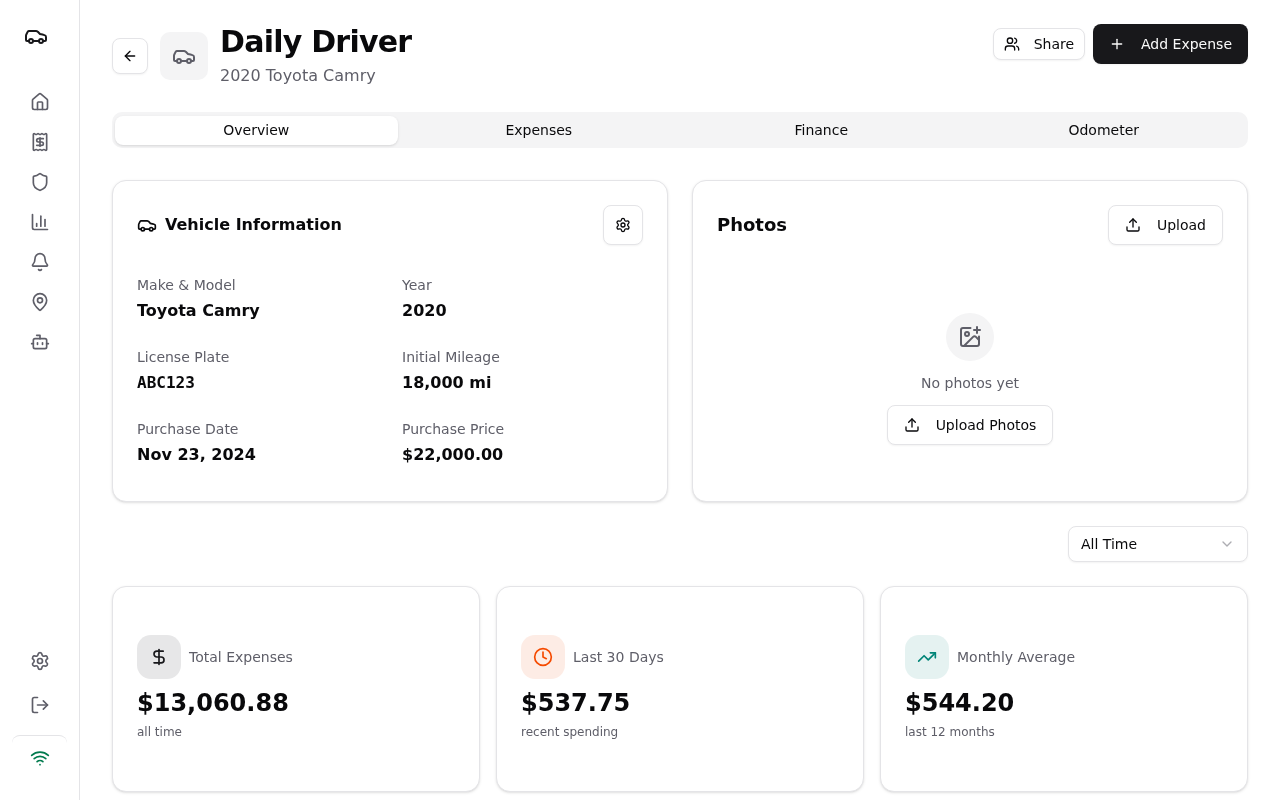 Daily Driver
2020 Toyota Camry
Share
Add Expense
Overview
Expenses
Finance
Odometer
Vehicle Information
Make & Model
Year
Toyota Camry
2020
License Plate
Initial Mileage
ABC123
18,000 mi
Purchase Date
Purchase Price
Nov 23, 2024
$22,000.00
Photos
Upload
No photos yet
Upload Photos
All Time
Total Expenses
$13,060.88
all time
Last 30 Days
$537.75
recent spending
Monthly Average
$544.20
last 12 months